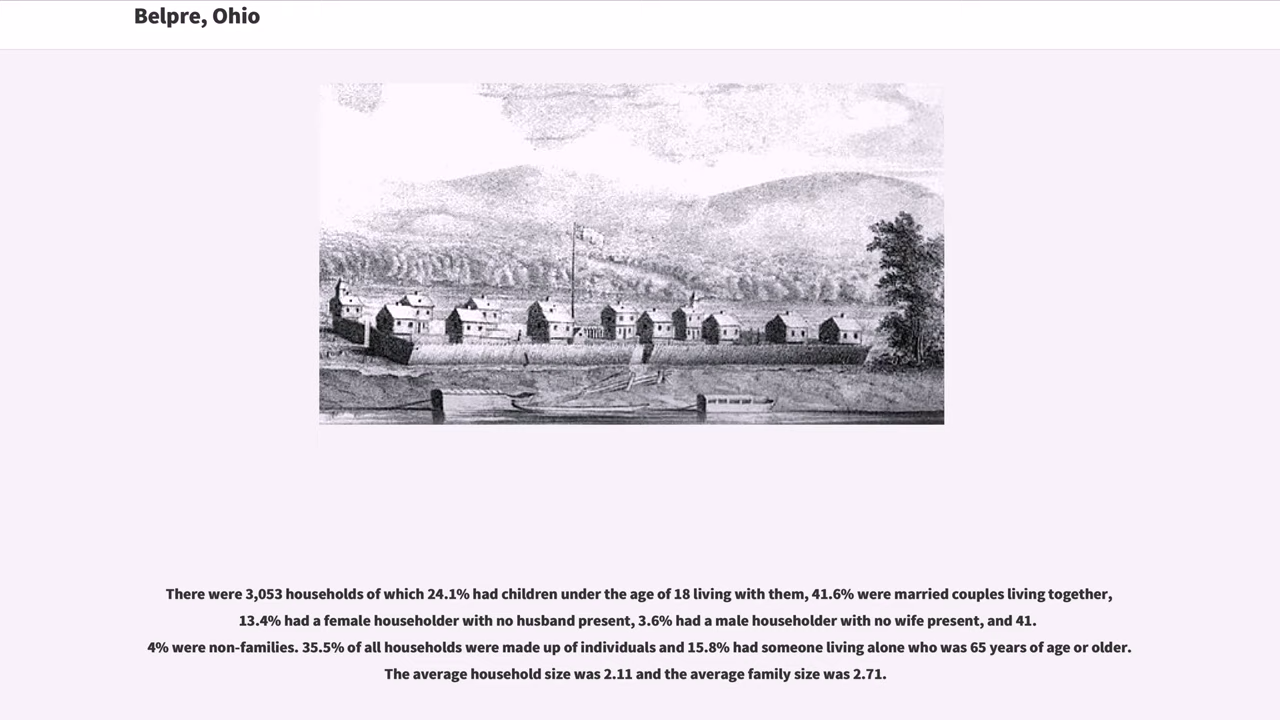 Belpre, Ohio
There were 3,053 households of which 24.1% had children under the age of 18 living with them, 41.6% were married couples living together,
13.4% had a female householder with no husband present, 3.6% had a male householder with no wife present, and 41.
4% were non-families. 35.5% of all households were made up of individuals and 15.8% had someone living alone who was 65 years of age or older.
The average household size was 2.11 and the average family size was 2.71.